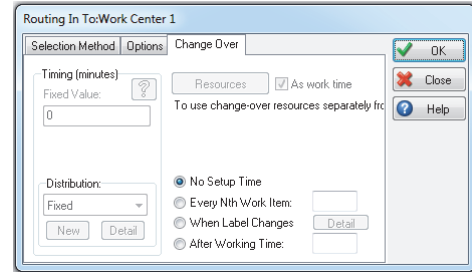 Routing In To:Work Center 1
Selection Method Options Change Over
OK
Close
Help
Timing (minutes)
Fixed Value:
?
0
Resources As work time
To use change-over resources separately frc
Distribution:
Fixed
New Detail
No Setup Time
Every Nth Work Item:
When Label Changes Detail
After Working Time: